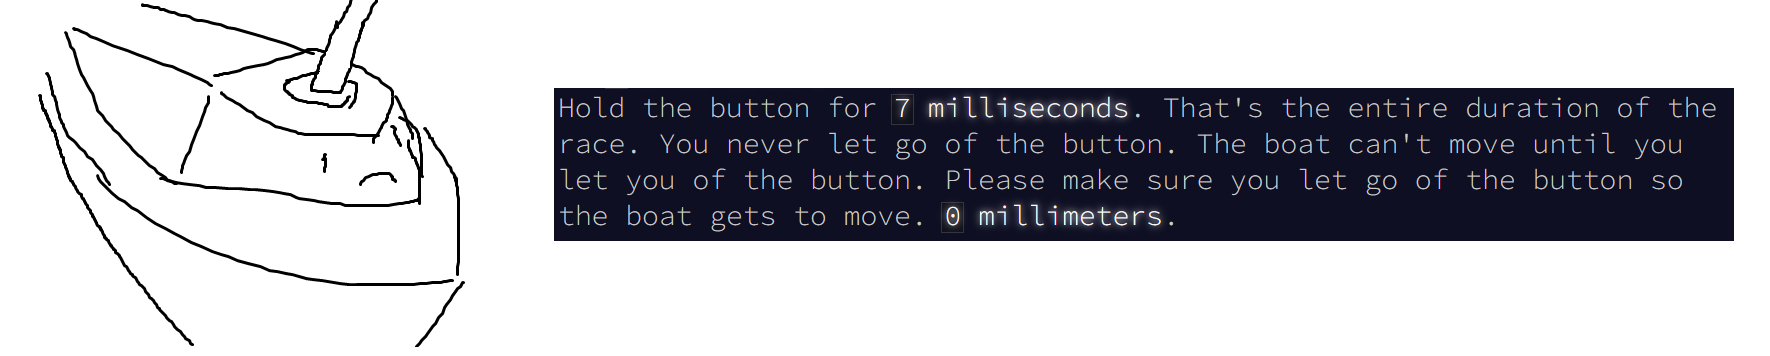 Hold the button for 7 milliseconds. That's the entire duration of the
race. You never let go of the button. The boat can't move until you
let you of the button. Please make sure you let go of the button so
the boat gets to move. 0 millimeters.